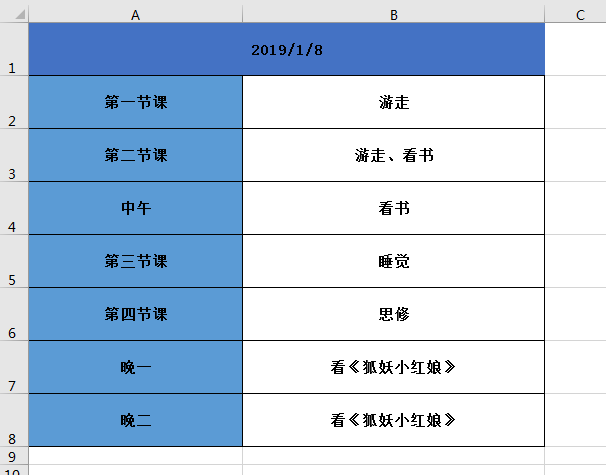 A B C
1 2019/1/8
2 第一节课 游走
3 第二节课 游走、看书
4 中午 看书
5 第三节课 睡觉
6 第四节课 思修
7 晚一 看《狐妖小红娘》
8 晚二 看《狐妖小红娘》
9
10